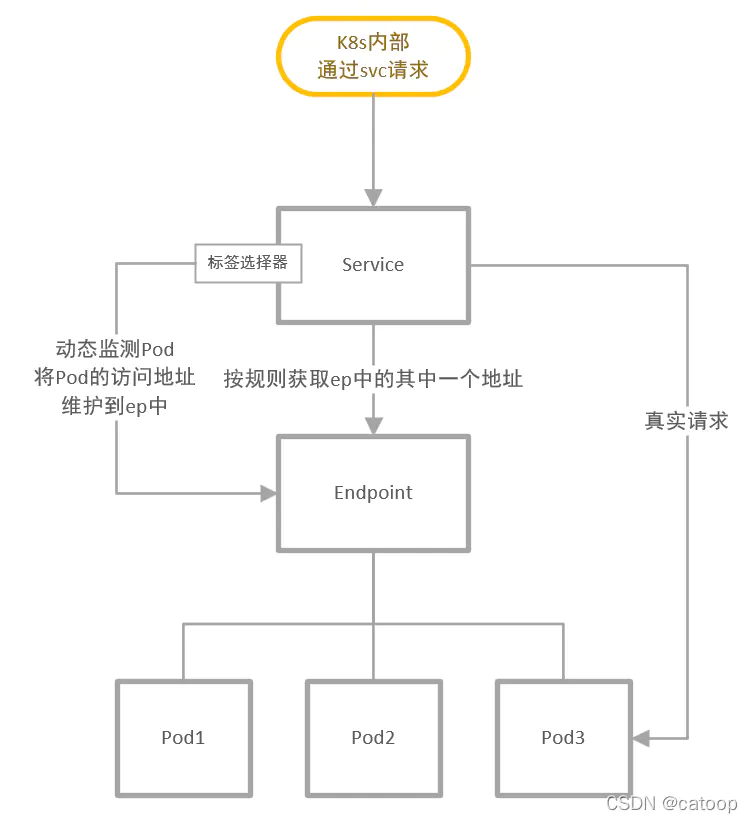 K8s内部
通过svc请求
标签选择器
Service
动态监测Pod
将Pod的访问地址
维护到ep中
按规则获取ep中的其中一个地址
真实请求
Endpoint
Pod1
Pod2
Pod3
CSDN @catoop